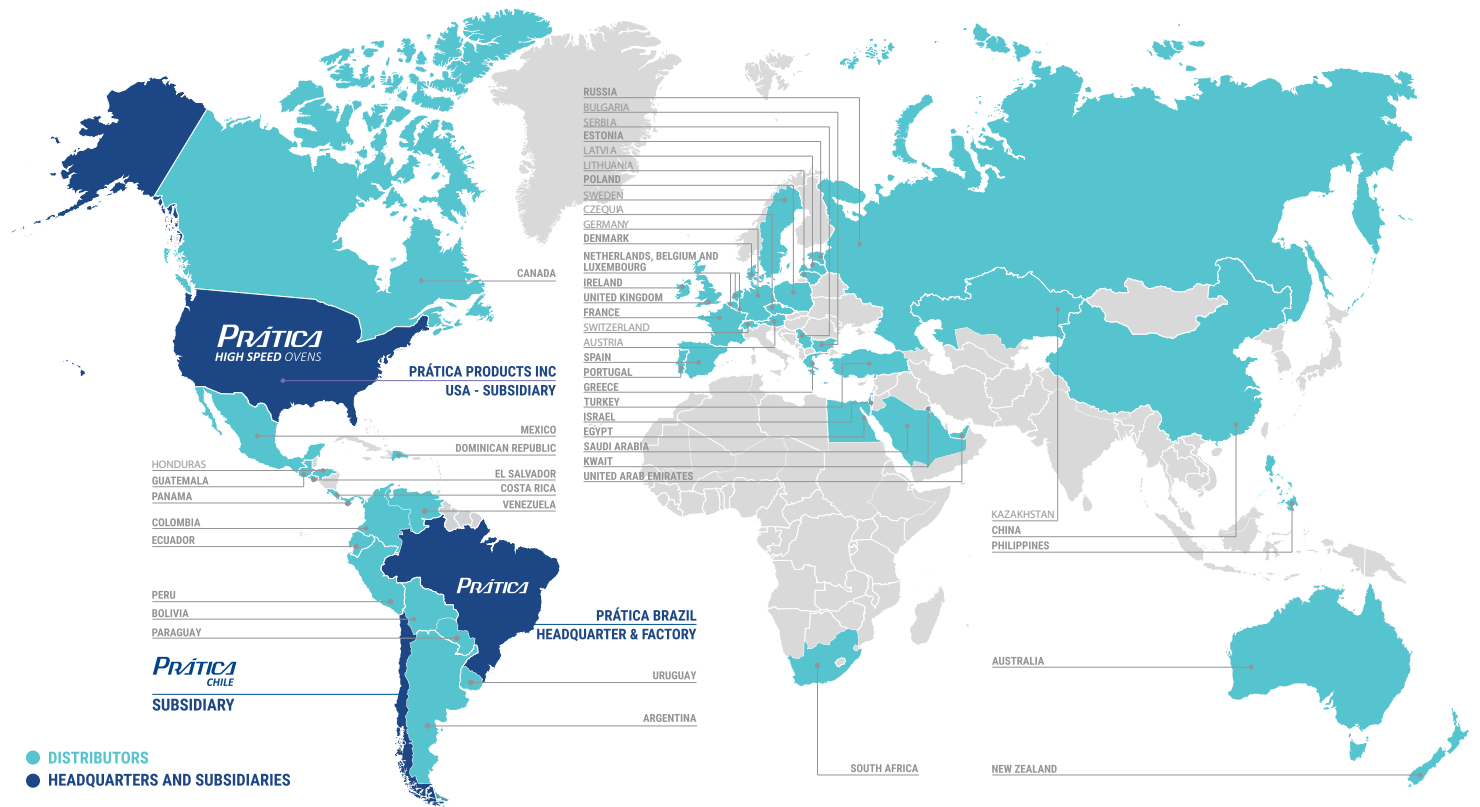 RUSSIA
BULGARIA
SERBIA
ESTONIA
LATVIA
LITHUANIA
POLAND
SWEDEN
CZEQUIA
GERMANY
DENMARK
NETHERLANDS, BELGIUM AND
LUXEMBOURG
IRELAND
UNITED KINGDOM
FRANCE
SWITZERLAND
AUSTRIA
SPAIN
PORTUGAL
GREECE
TURKEY
ISRAEL
EGYPT
SAUDI ARABIA
KWAIT
UNITED ARAB EMIRATES
CANADA
PRÁTICA
HIGH SPEED OVENS
PRÁTICA PRODUCTS INC
USA - SUBSIDIARY
MEXICO
DOMINICAN REPUBLIC
HONDURAS
GUATEMALA
PANAMA
EL SALVADOR
COSTA RICA
VENEZUELA
COLOMBIA
ECUADOR
PERU
BOLIVIA
PARAGUAY
PRÁTICA
PRÁTICA BRAZIL
HEADQUARTER & FACTORY
PRÁTICA
CHILE
SUBSIDIARY
URUGUAY
ARGENTINA
KAZAKHSTAN
CHINA
PHILIPPINES
AUSTRALIA
SOUTH AFRICA
NEW ZEALAND
DISTRIBUTORS
HEADQUARTERS AND SUBSIDIARIES